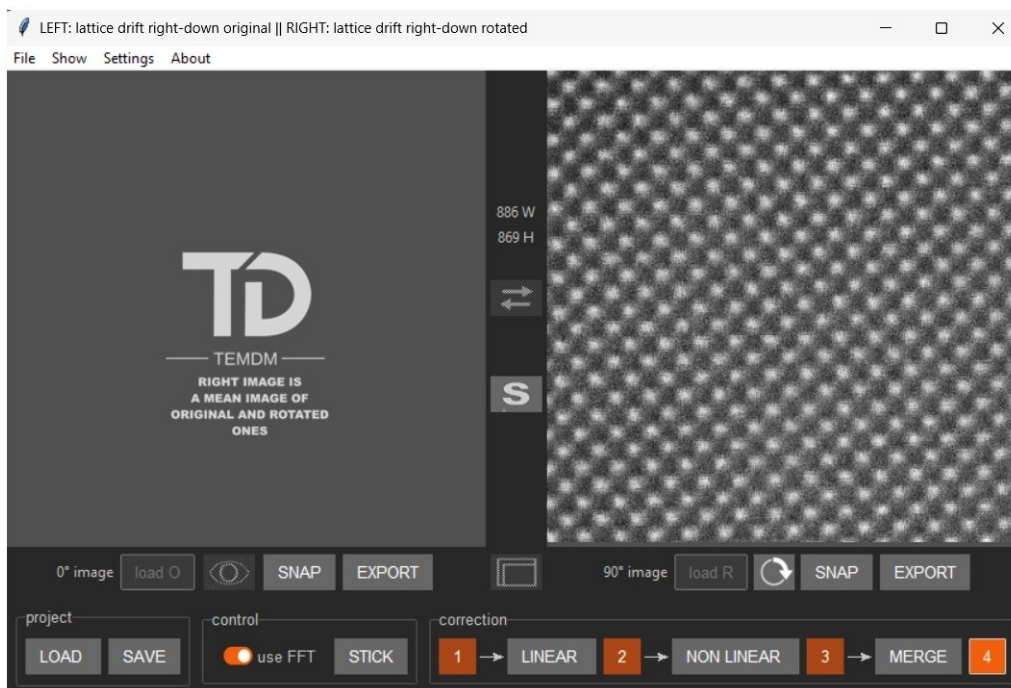 LEFT: lattice drift right-down original || RIGHT: lattice drift right-down rotated
File Show Settings About
886 W
869 H
TD
TEMDM
RIGHT IMAGE IS
A MEAN IMAGE OF
ORIGINAL AND ROTATED
ONES
S
0° image load O SNAP EXPORT
90° image load R SNAP EXPORT
project
LOAD SAVE
control
use FFT STICK
correction
1 LINEAR 2 NON LINEAR 3 MERGE 4